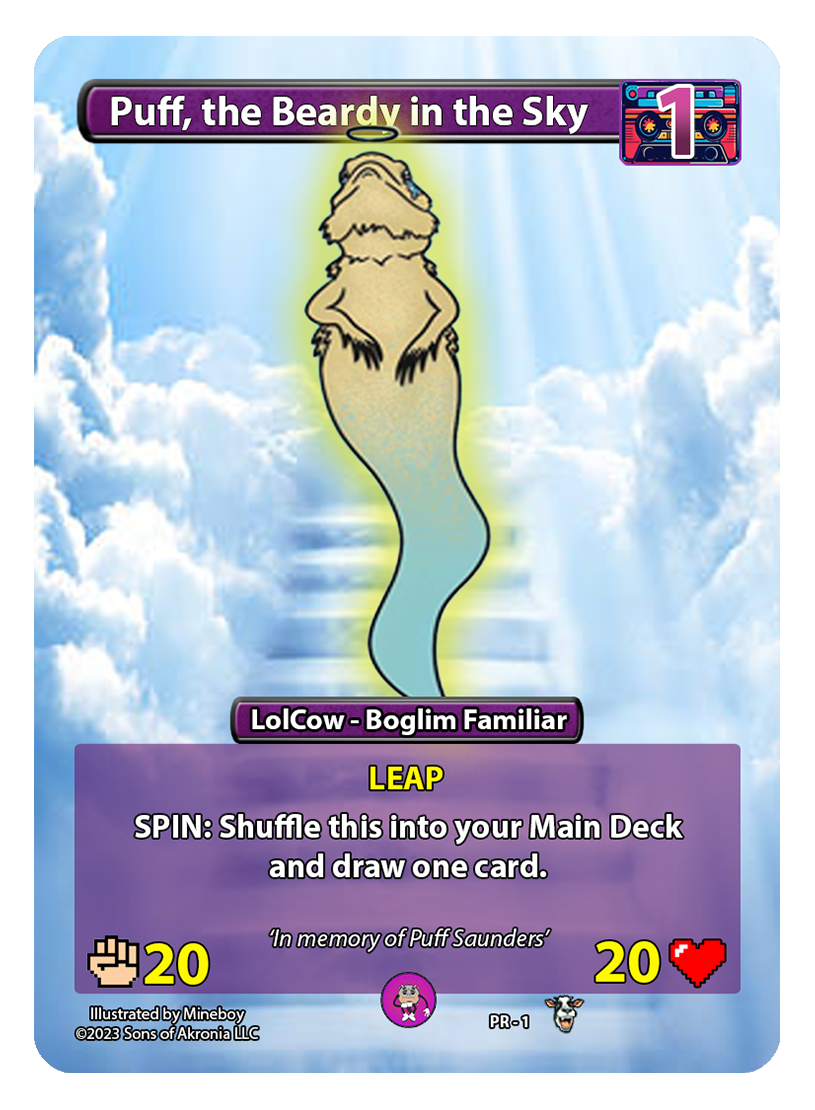 Puff, the Beardy in the Sky
1
LolCow - Boglim Familiar
LEAP
SPIN: Shuffle this into your Main Deck
and draw one card.
'In memory of Puff Saunders'
20
20
Illustrated by Mineboy
©2023 Sons of Akronia LLC
PR - 1